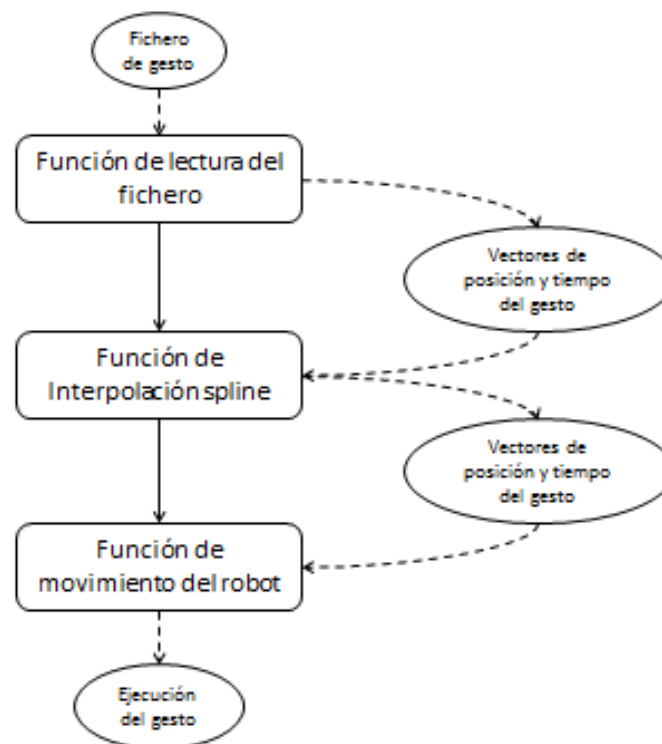 Fichero
de gesto
Función de lectura del
fichero
Vectores de
posición y tiempo
del gesto
Función de
Interpolación spline
Vectores de
posición y tiempo
del gesto
Función de
movimiento del robot
Ejecución
del gesto